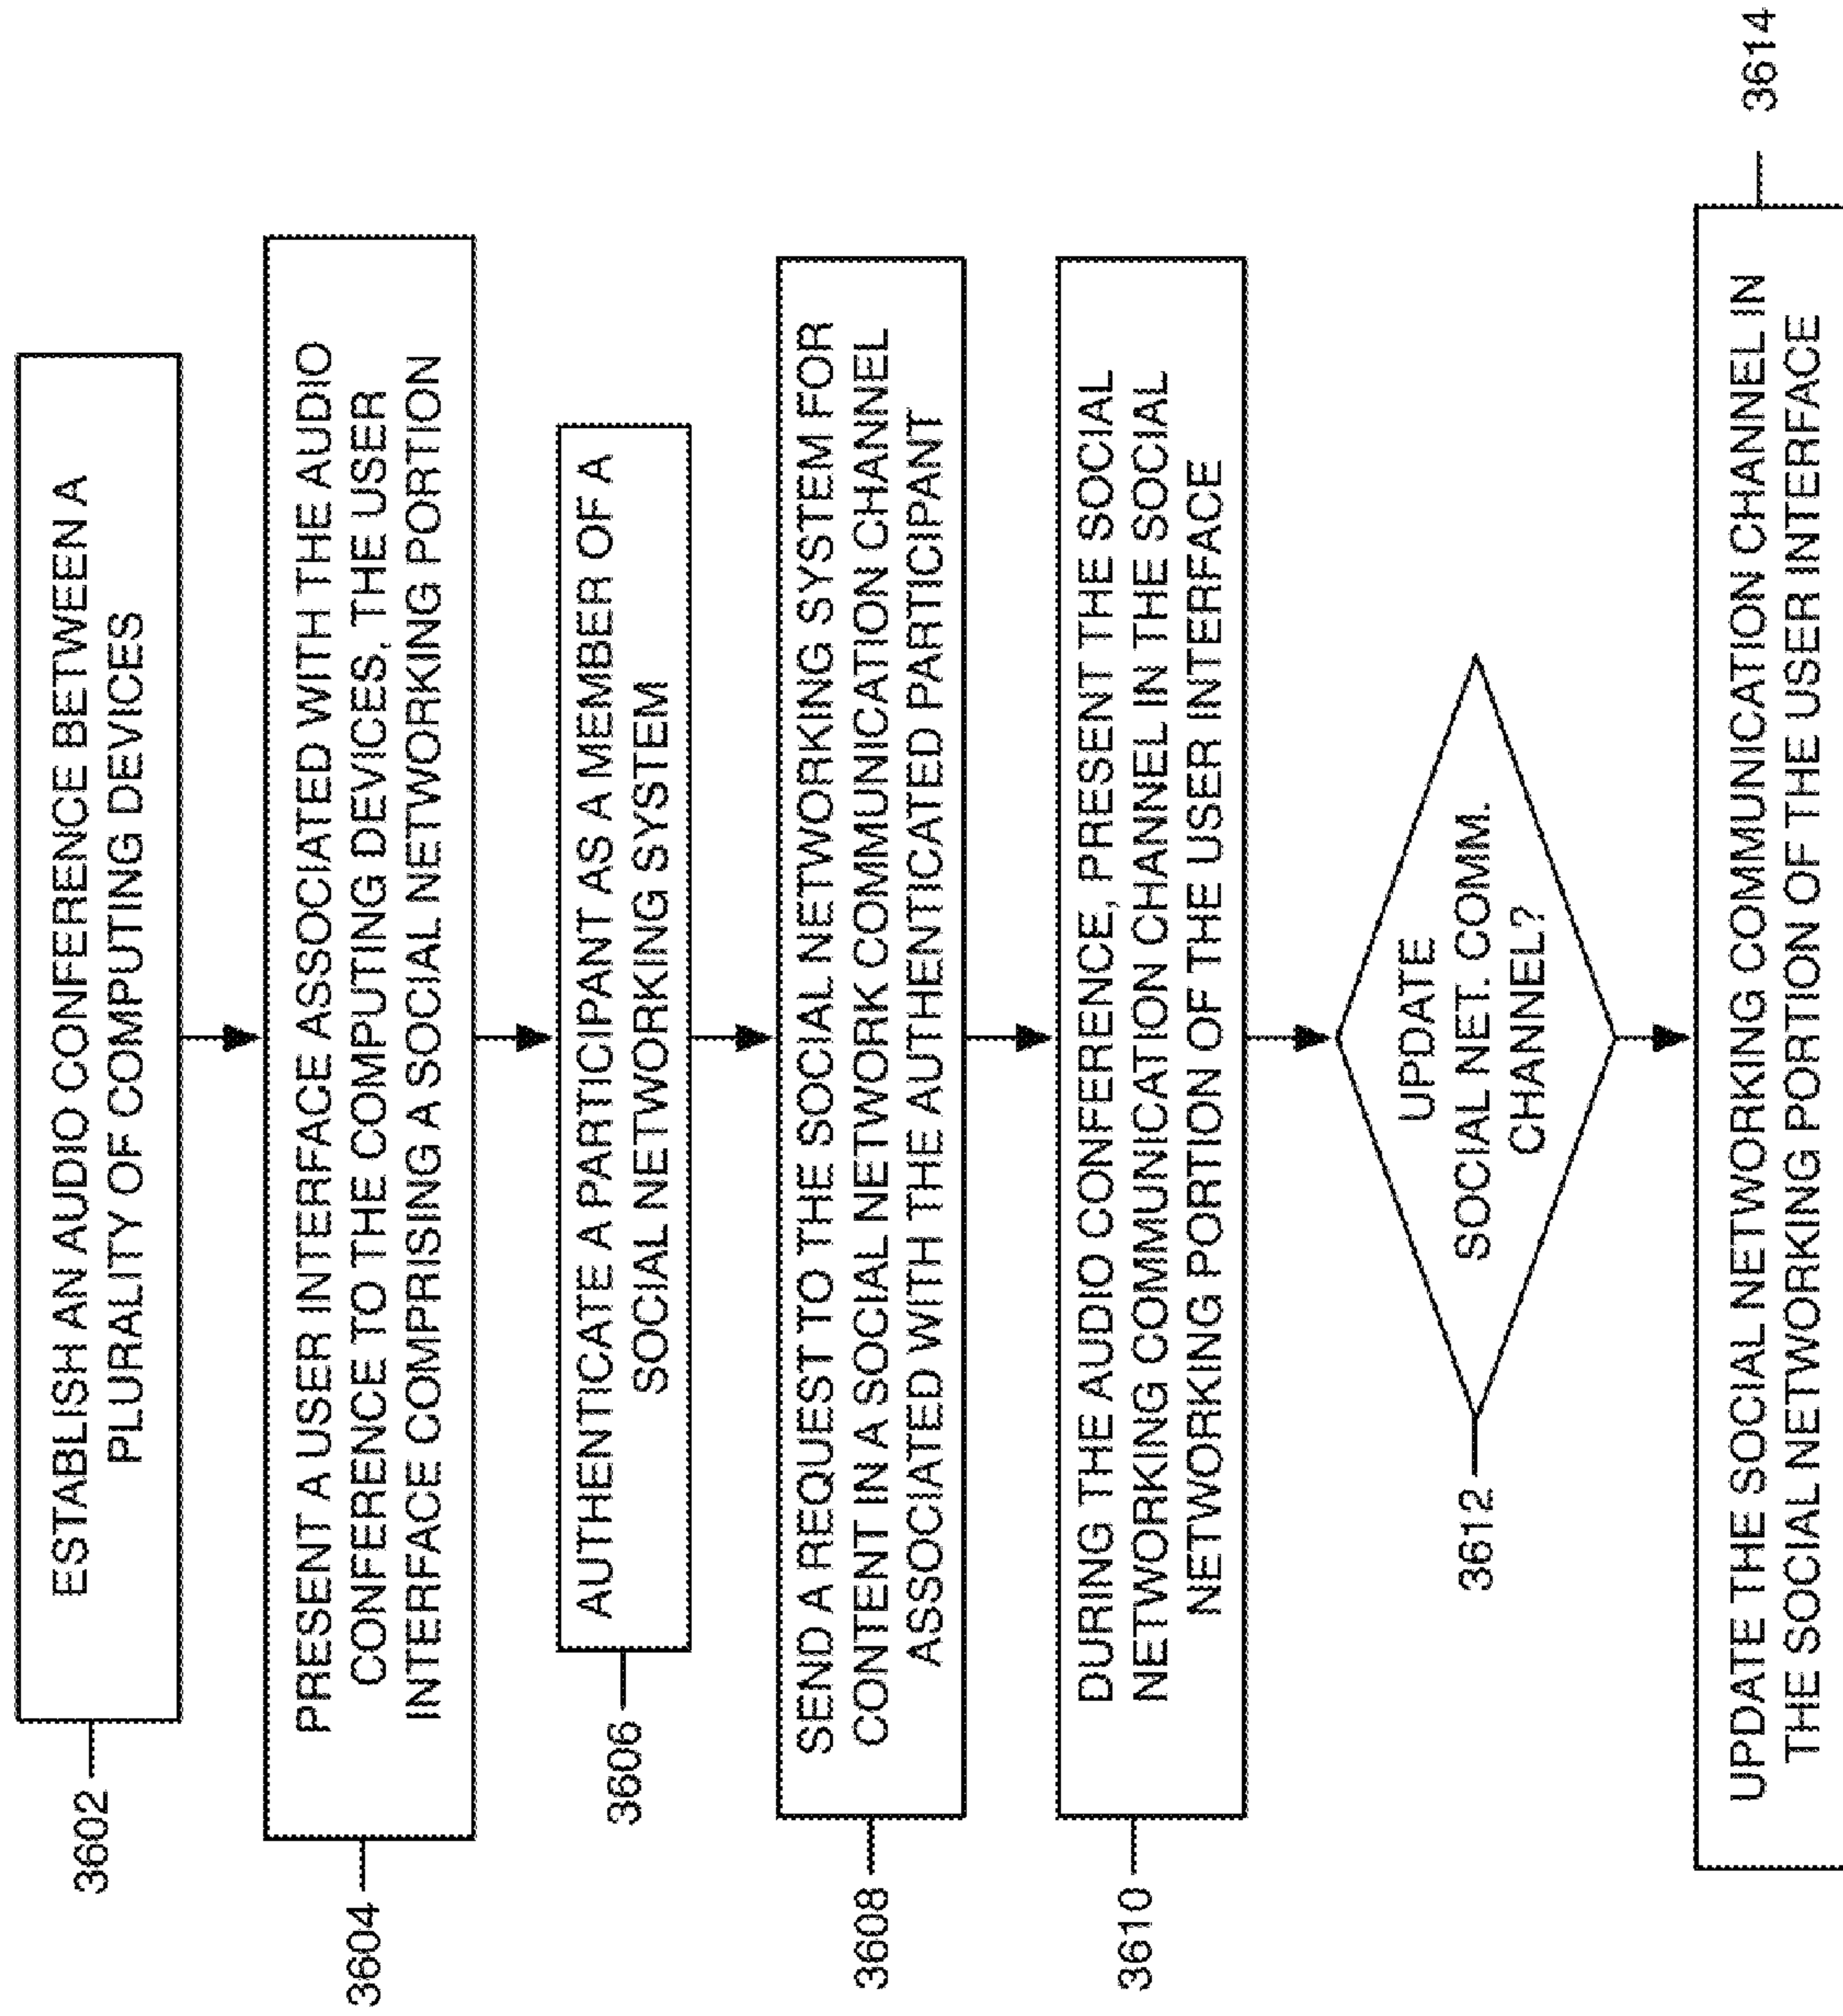 3602
ESTABLISH AN AUDIO CONFERENCE BETWEEN A
PLURALITY OF COMPUTING DEVICES
3604
PRESENT A USER INTERFACE ASSOCIATED WITH THE AUDIO
CONFERENCE TO THE COMPUTING DEVICES, THE USER
INTERFACE COMPRISING A SOCIAL NETWORKING PORTION
3606
AUTHENTICATE A PARTICIPANT AS A MEMBER OF A
SOCIAL NETWORKING SYSTEM
3608
SEND A REQUEST TO THE SOCIAL NETWORKING SYSTEM FOR
CONTENT IN A SOCIAL NETWORK COMMUNICATION CHANNEL
ASSOCIATED WITH THE AUTHENTICATED PARTICIPANT
3610
DURING THE AUDIO CONFERENCE, PRESENT THE SOCIAL
NETWORKING COMMUNICATION CHANNEL IN THE SOCIAL
NETWORKING PORTION OF THE USER INTERFACE
3612
UPDATE
SOCIAL NET. COMM.
CHANNEL?
3614
UPDATE THE SOCIAL NETWORKING COMMUNICATION CHANNEL IN
THE SOCIAL NETWORKING PORTION OF THE USER INTERFACE